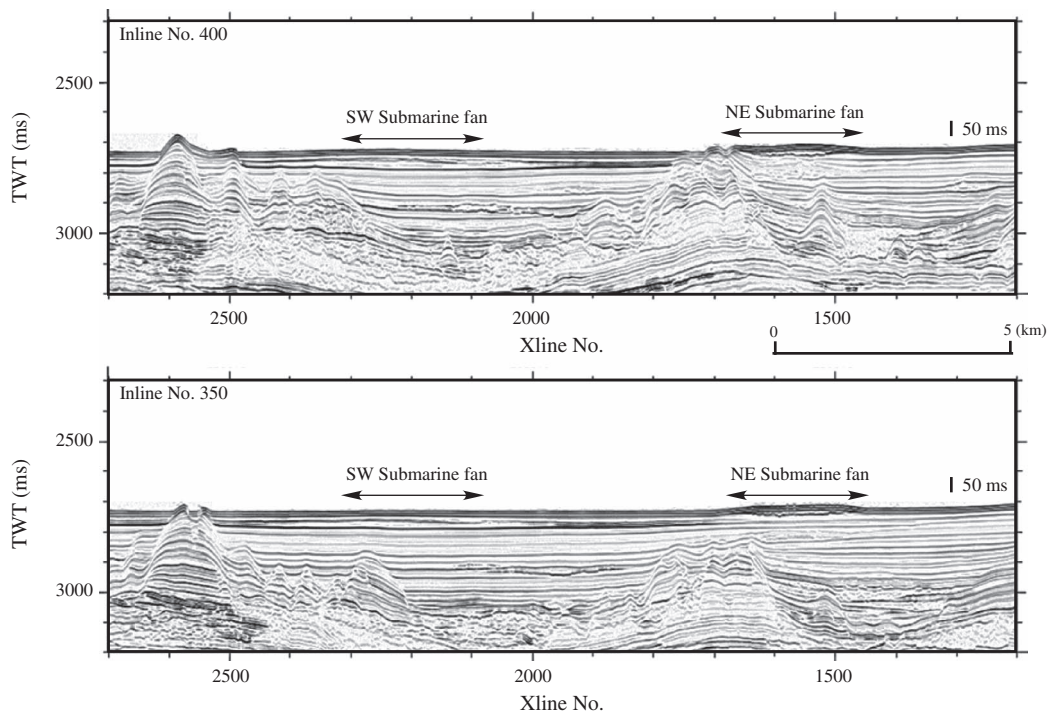 Inline No. 400
2500
SW Submarine fan
NE Submarine fan
50 ms
TWT (ms)
3000
2500
2000
1500
Xline No.
0
5 (km)
Inline No. 350
2500
SW Submarine fan
NE Submarine fan
50 ms
TWT (ms)
3000
2500
2000
1500
Xline No.